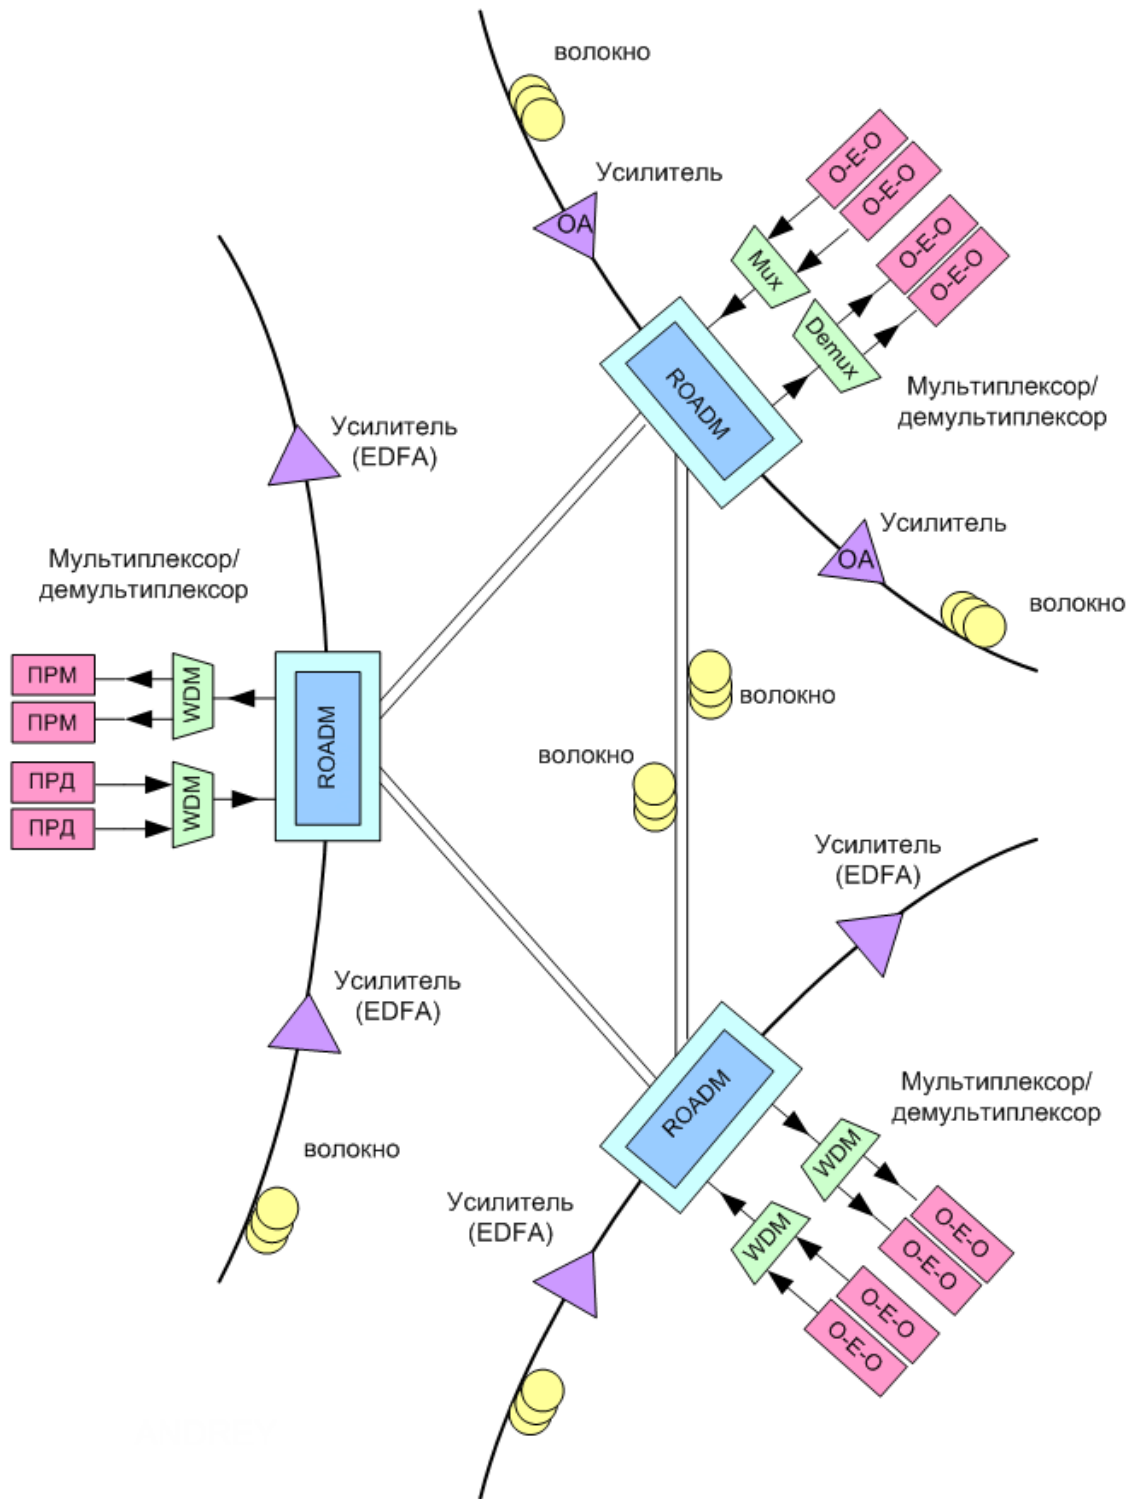 волокно
Усилитель
OA
O-E-O
O-E-O
O-E-O
O-E-O
Mux
Demux
ROADM
Мультиплексор/
демультиплексор
Усилитель
(EDFA)
Усилитель
OA
волокно
Мультиплексор/
демультиплексор
ПРМ
ПРМ
WDM
ПРД
ПРД
WDM
ROADM
волокно
волокно
Усилитель
(EDFA)
Усилитель
(EDFA)
волокно
ROADM
Мультиплексор/
демультиплексор
WDM
WDM
O-E-O
O-E-O
O-E-O
O-E-O
Усилитель
(EDFA)